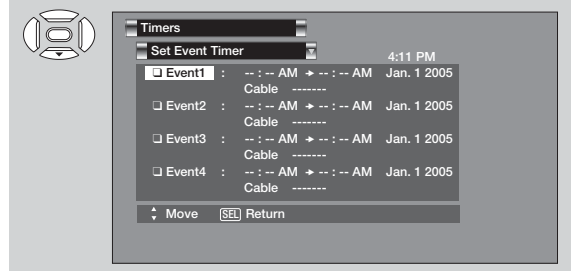 Timers
Set Event Timer
4:11 PM
❑ Event1 : -- : -- AM ➔ -- : -- AM Jan. 1 2005
Cable -------
❑ Event2 : -- : -- AM ➔ -- : -- AM Jan. 1 2005
Cable -------
❑ Event3 : -- : -- AM ➔ -- : -- AM Jan. 1 2005
Cable -------
❑ Event4 : -- : -- AM ➔ -- : -- AM Jan. 1 2005
Cable -------
Move SEL Return